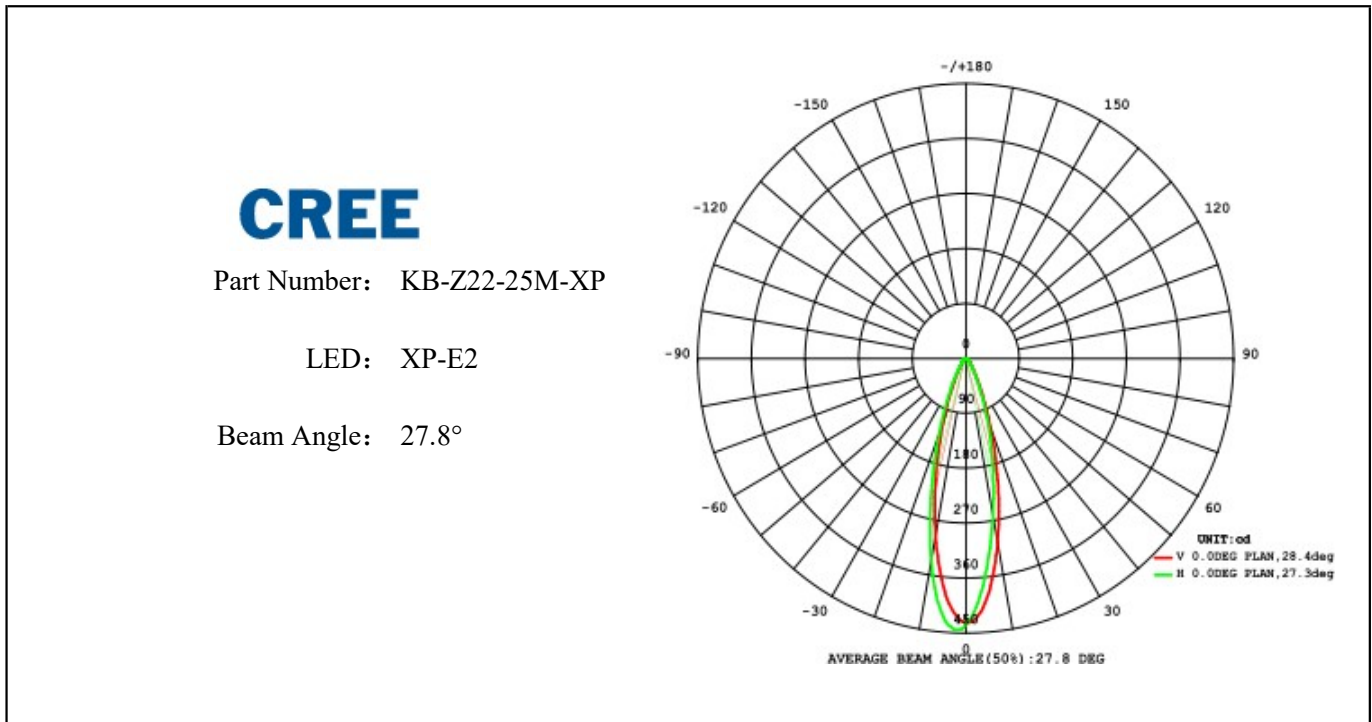 CREE
Part Number： KB-Z22-25M-XP
LED： XP-E2
Beam Angle： 27.8°
-/+180
-150
150
-120
120
-90
90
-60
60
-30
30
0
0
90
180
270
360
450
UNIT:cd
V 0.0DEG PLAN,28.4deg
H 0.0DEG PLAN,27.3deg
AVERAGE BEAM ANGLE(50%):27.8 DEG